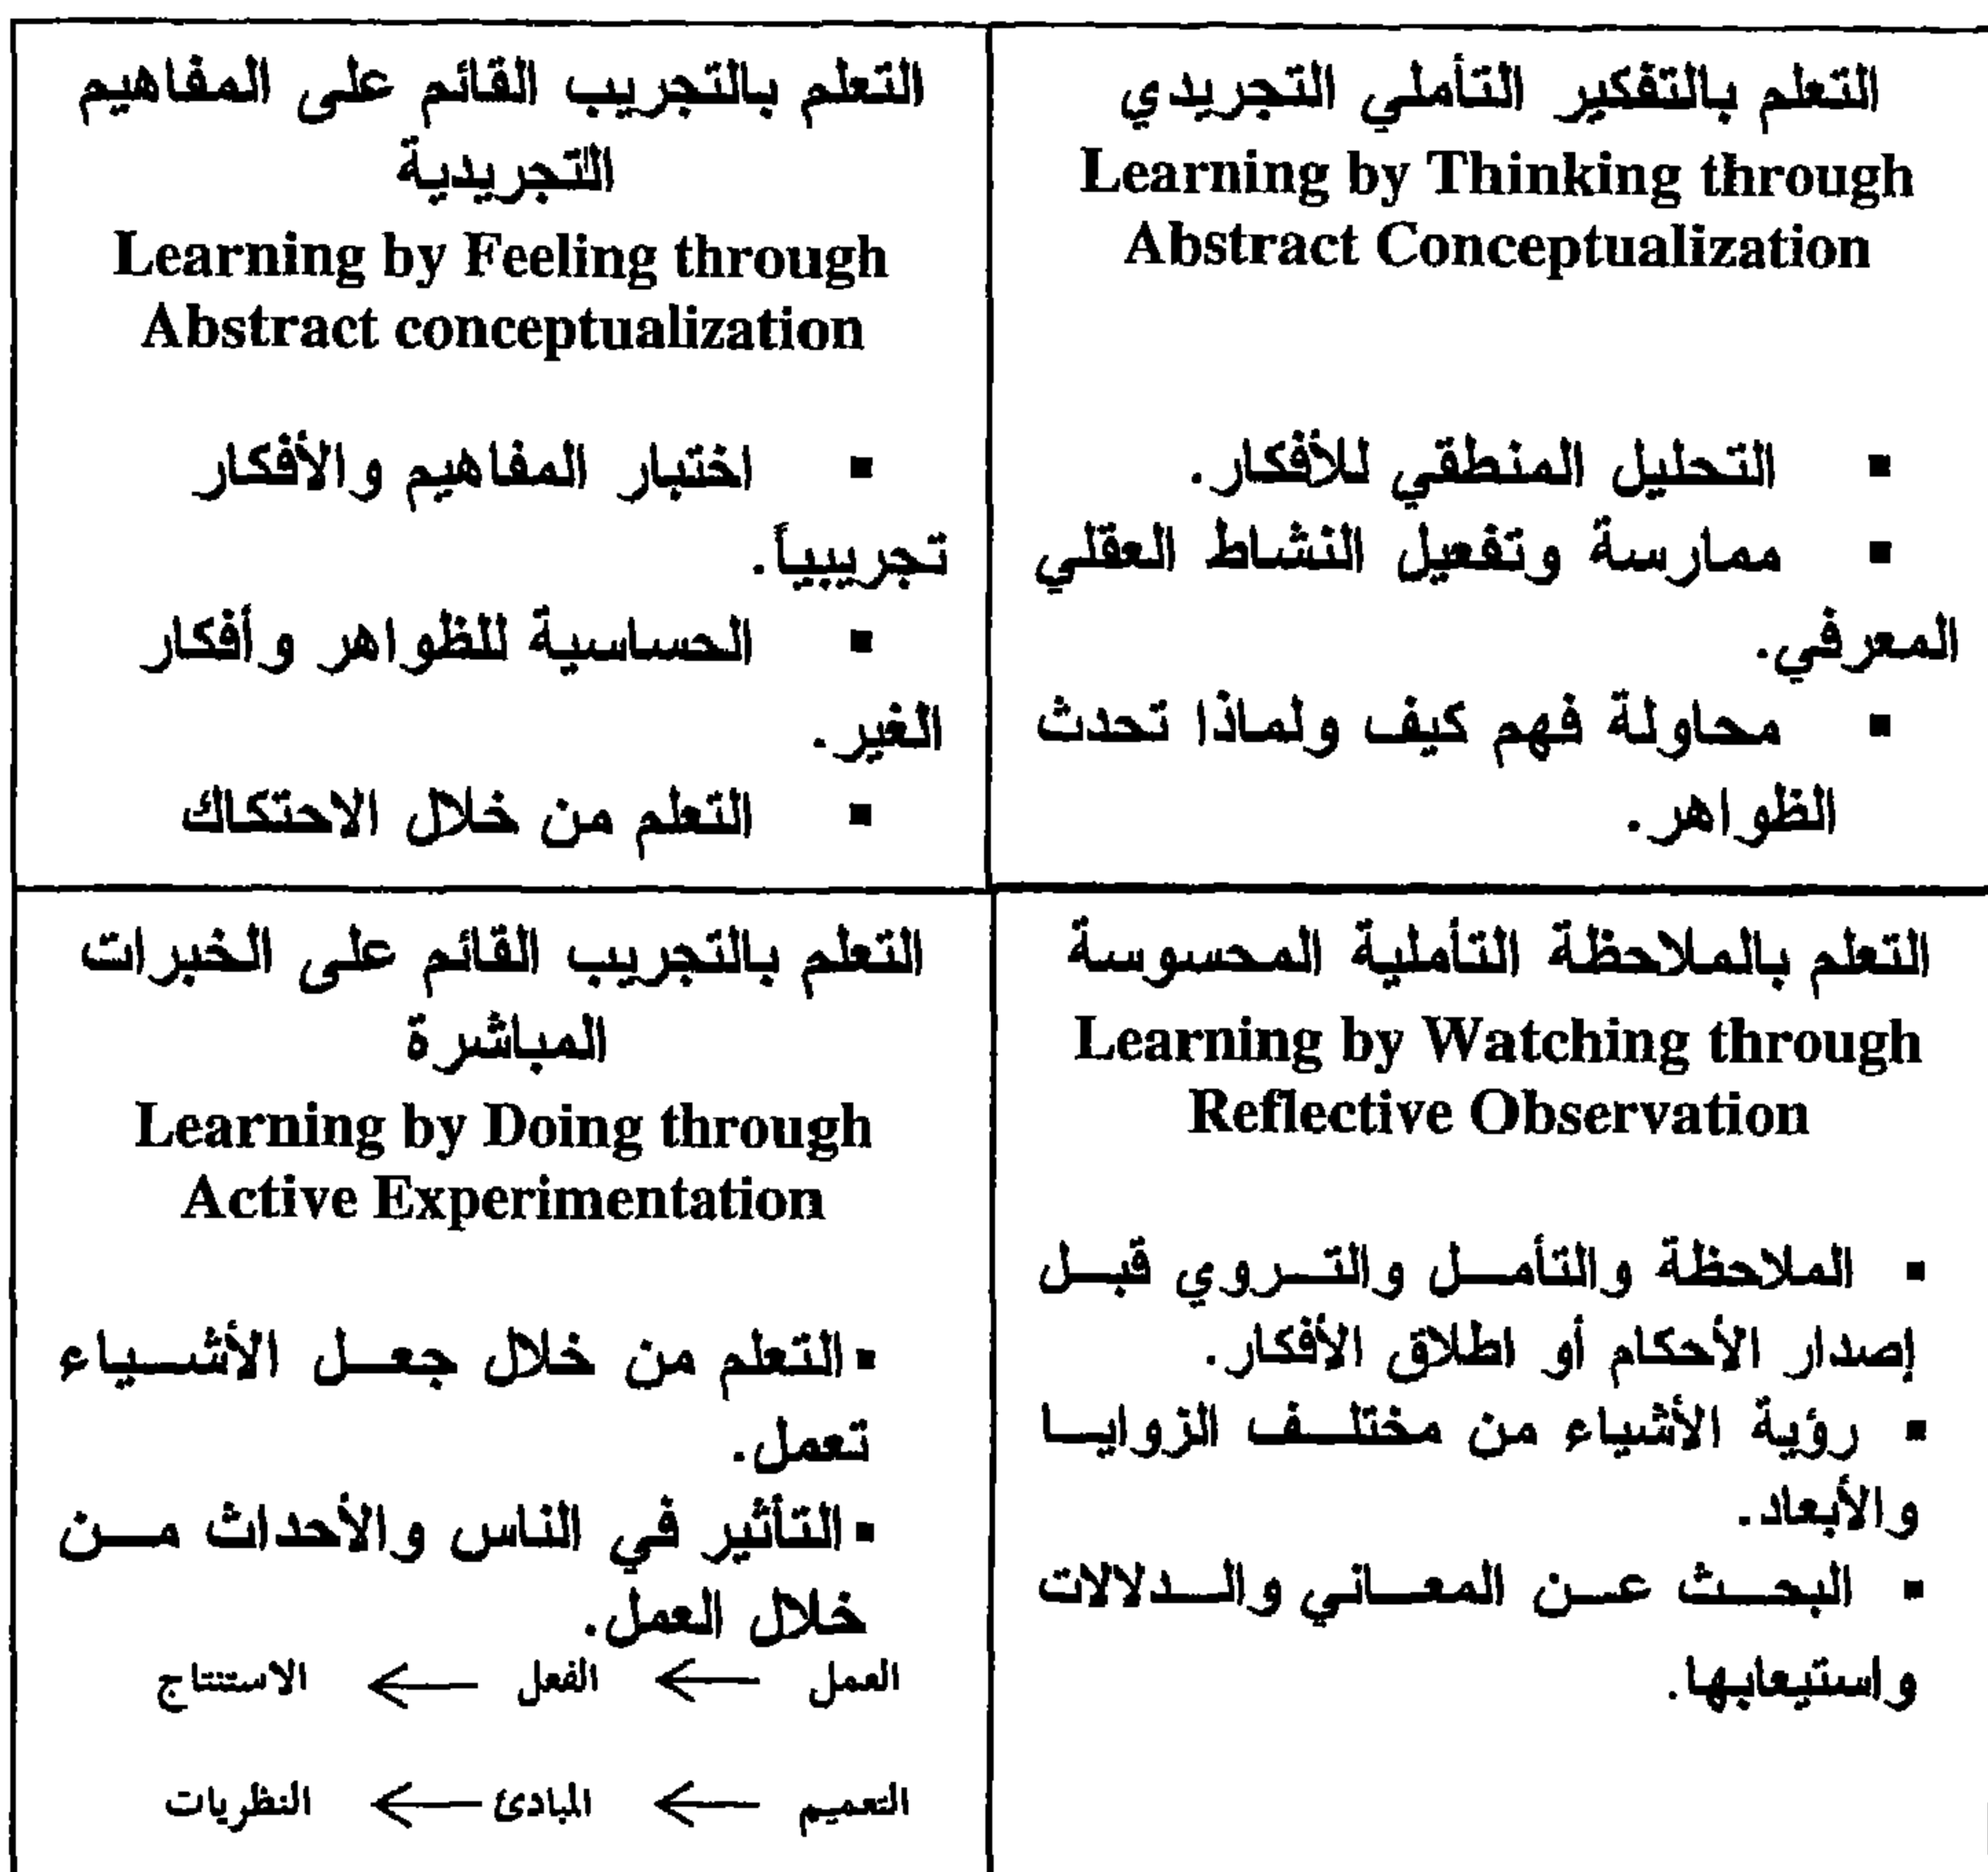 التعلم بالتفكير التأملي التجريدي
Learning by Thinking through
Abstract Conceptualization
▪ التحليل المنطقي للأفكار.
▪ ممارسة وتفعيل النشاط العقلي
المعرفي.
▪ محاولة فهم كيف ولماذا تحدث
الظواهر.
التعلم بالتجريب القائم على المفاهيم
التجريدية
Learning by Feeling through
Abstract conceptualization
▪ اختبار المفاهيم والأفكار
تجريبياً.
▪ الحساسية للظواهر وأفكار
الغير.
▪ التعلم من خلال الاحتكاك
التعلم بالملاحظة التأملية المحسوسة
Learning by Watching through
Reflective Observation
▪ الملاحظة والتأمل والتروي قبل
إصدار الأحكام أو اطلاق الأفكار.
▪ رؤية الأشياء من مختلف الزوايا
والأبعاد.
▪ البحث عن المعاني والدلالات
واستيعابها.
التعلم بالتجريب القائم على الخبرات
المباشرة
Learning by Doing through
Active Experimentation
▪ التعلم من خلال جعل الأشياء
تعمل.
▪ التأثير في الناس والأحداث من
خلال العمل.
العمل ← الفعل ← الاستنتاج
التعميم ← المبادئ ← النظريات